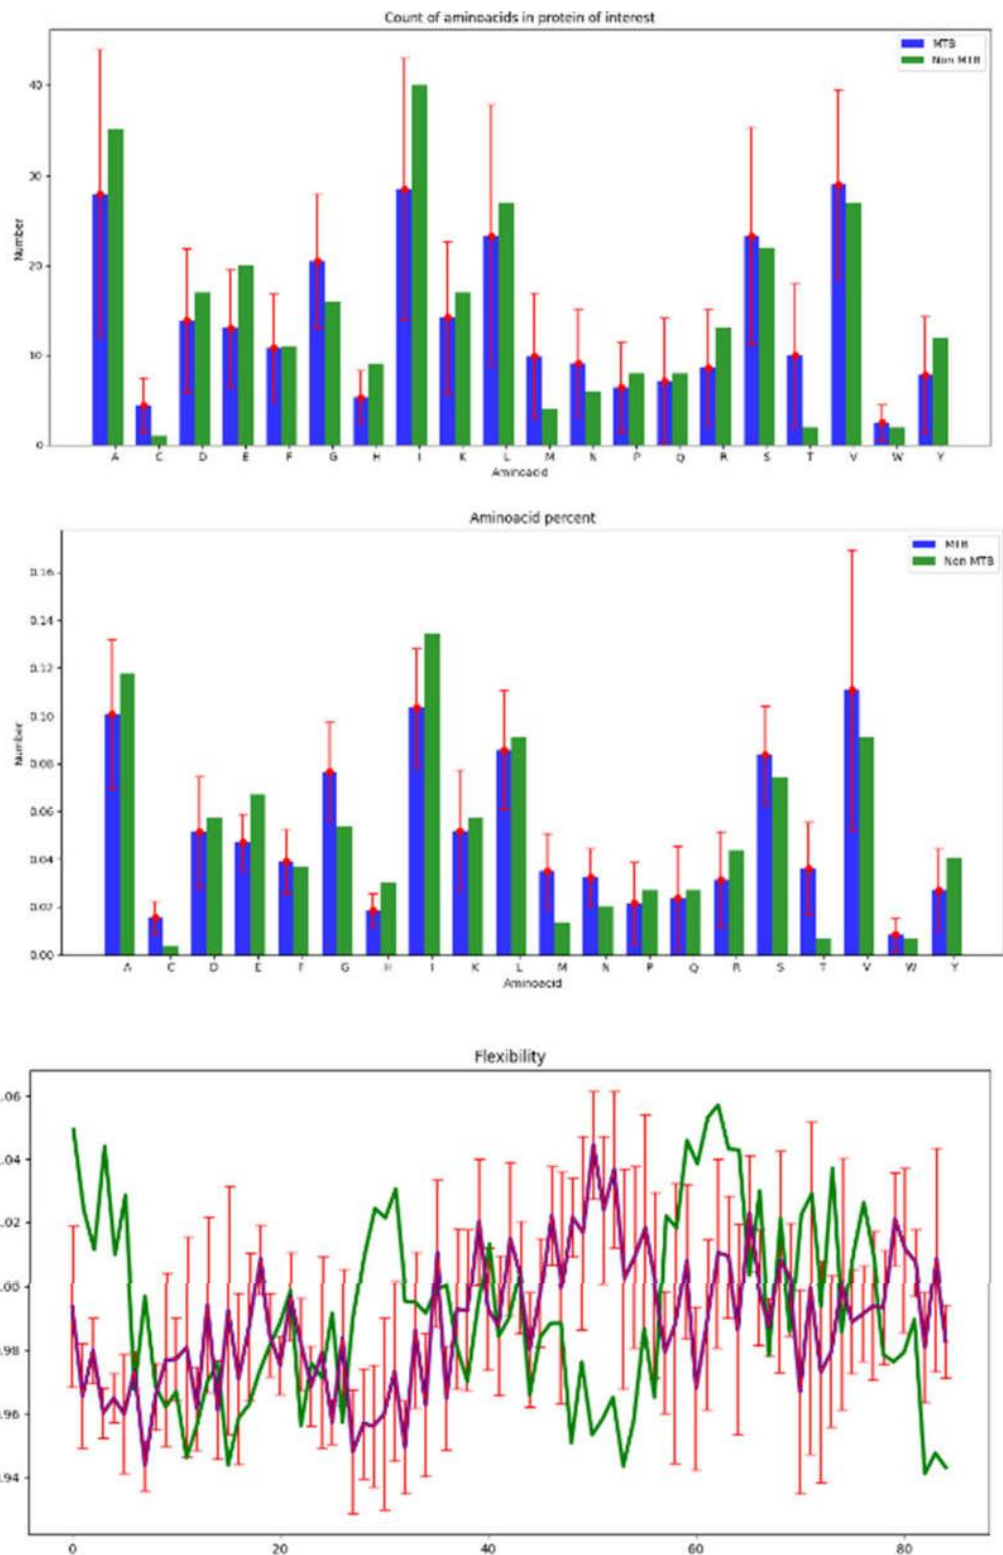 Count of aminoacids in protein of interest
MTB
Non MTB
40
30
20
10
0
Number
A C D E F G H I K L M N P Q R S T V W Y
Aminoacid
Aminoacid percent
MTB
Non MTB
0.16
0.14
0.12
0.10
0.08
0.06
0.04
0.02
0.00
Number
A C D E F G H I K L M N P Q R S T V W Y
Aminoacid
Flexibility
.06
.04
.02
.00
.98
.96
.94
0 20 40 60 80